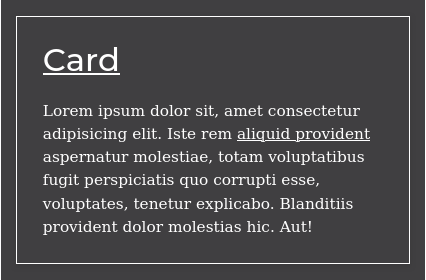 Card
Lorem ipsum dolor sit, amet consectetur
adipisicing elit. Iste rem aliquid provident
aspernatur molestiae, totam voluptatibus
fugit perspiciatis quo corrupti esse,
voluptates, tenetur explicabo. Blanditiis
provident dolor molestias hic. Aut!